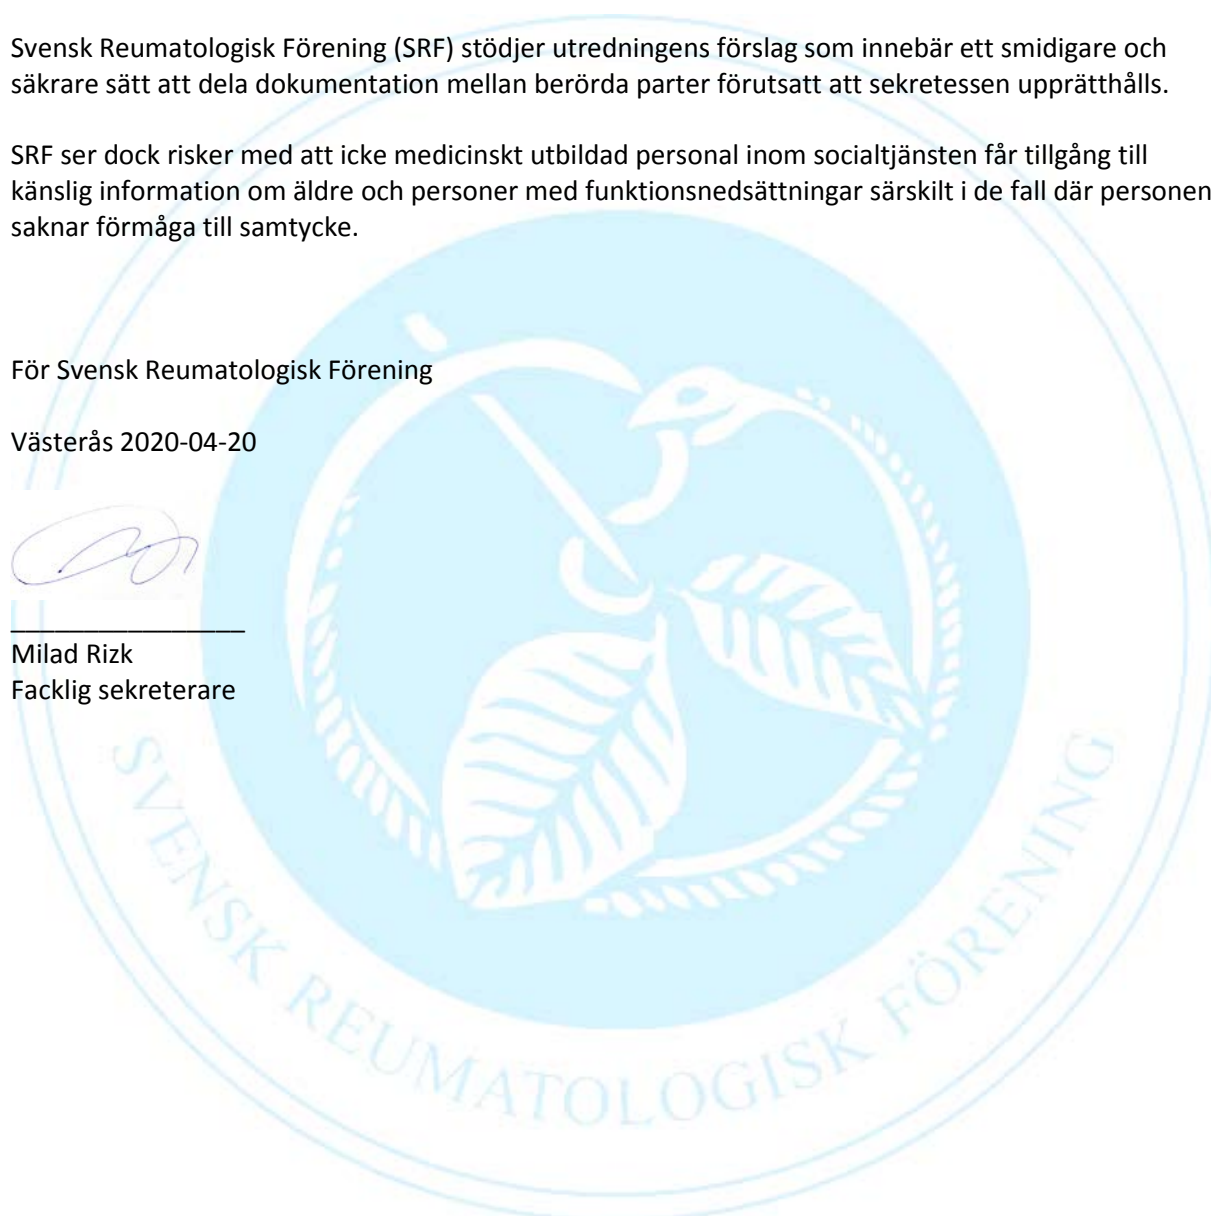 Svensk Reumatologisk Förening (SRF) stödjer utredningens förslag som innebär ett smidigare och
säkrare sätt att dela dokumentation mellan berörda parter förutsatt att sekretessen upprätthålls.
SRF ser dock risker med att icke medicinskt utbildad personal inom socialtjänsten får tillgång till
känslig information om äldre och personer med funktionsnedsättningar särskilt i de fall där personen
saknar förmåga till samtycke.
För Svensk Reumatologisk Förening
Västerås 2020-04-20
Milad Rizk
Facklig sekreterare
SVENSK REUMATOLOGISK FÖRENING